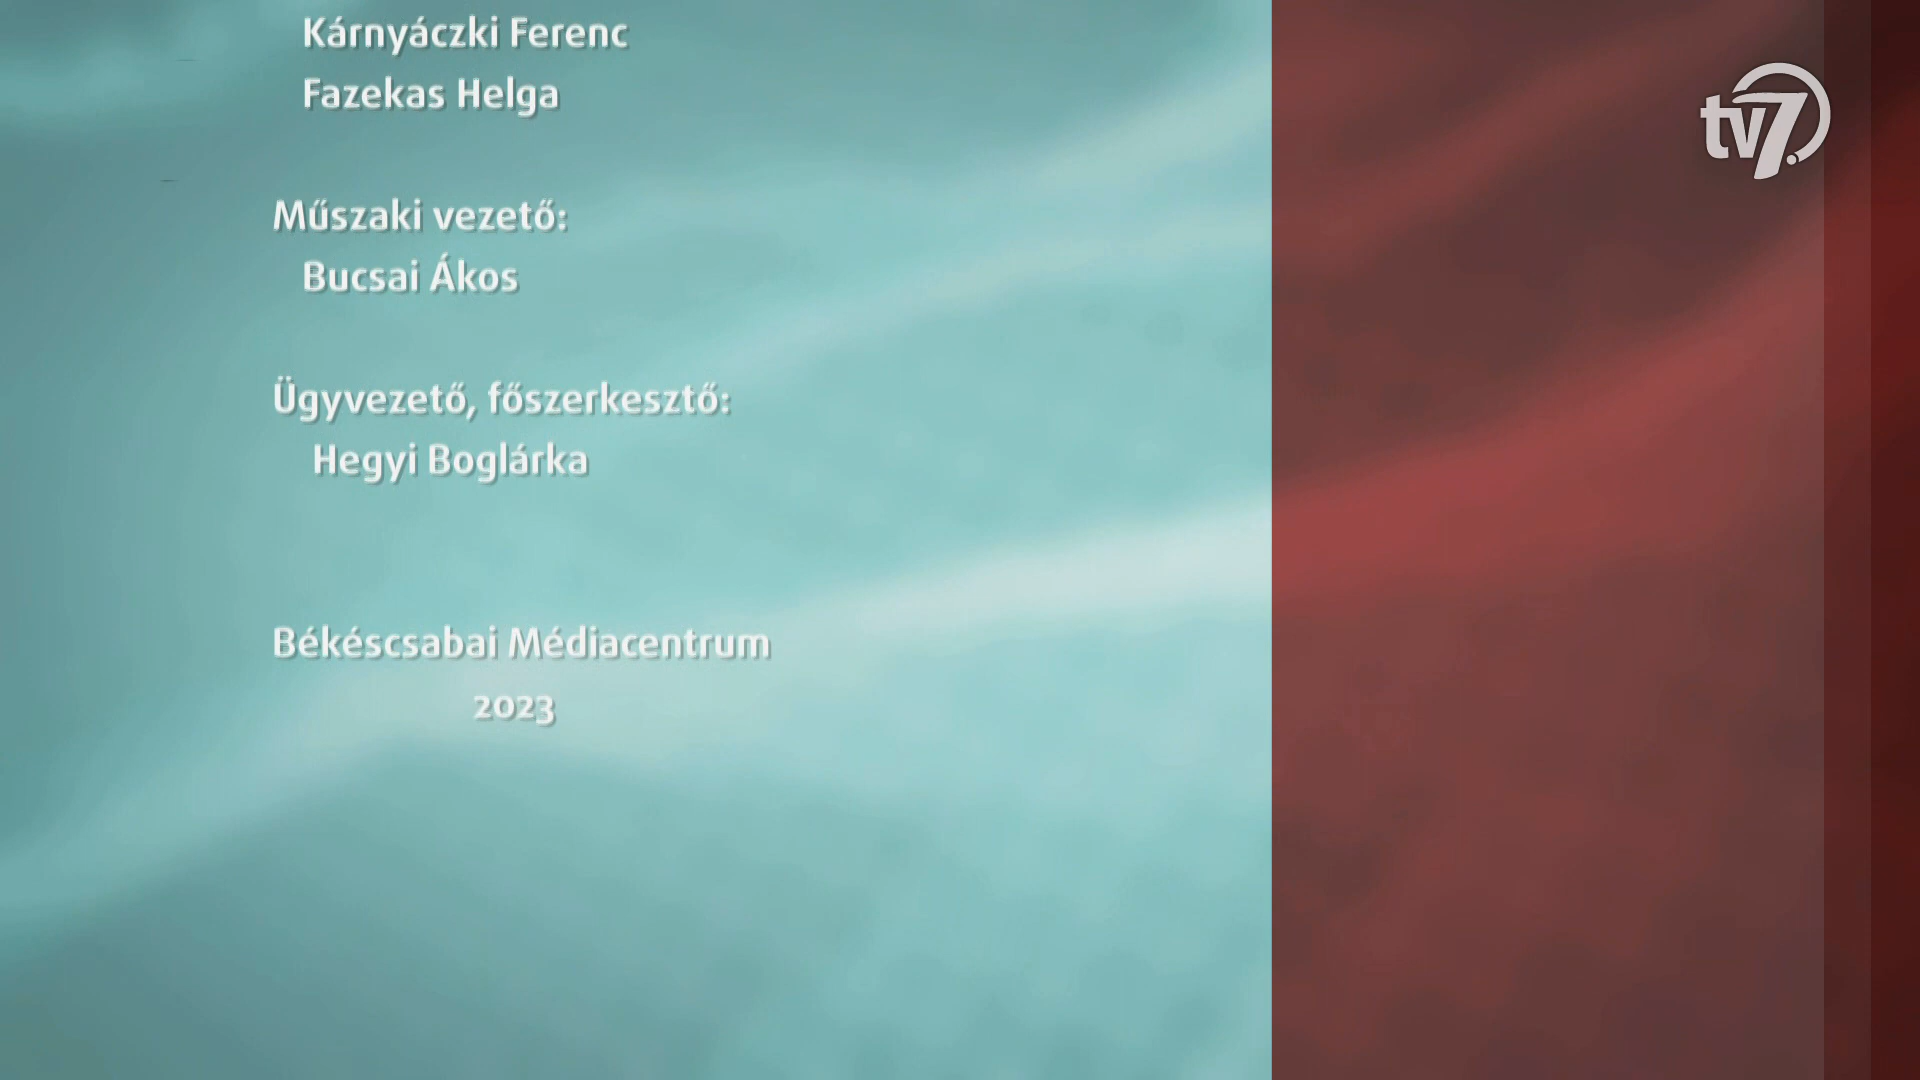 Kárnyáczki Ferenc
Fazekas Helga
Műszaki vezető:
Bucsai Ákos
Ügyvezető, főszerkesztő:
Hegyi Boglárka
Békéscsabai Médiacentrum
2023
tv7